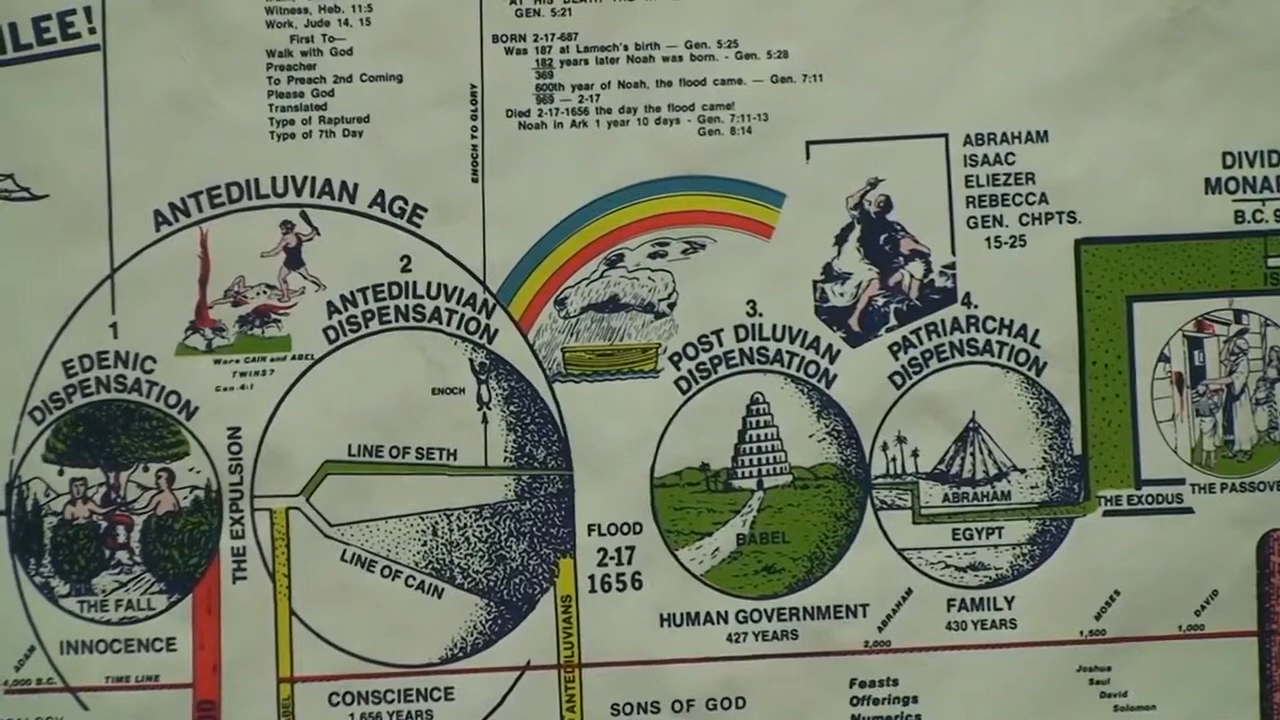 ILEE!
Witness, Heb. 11:5
Work, Jude 14, 15
First To—
Walk with God
Preacher
To Preach 2nd Coming
Please God
Translated
Type of Raptured
Type of 7th Day
ENOCH TO GLORY
GEN. 5:21
BORN 2-17-687
Was 187 at Lamech's birth — Gen. 5:25
182 years later Noah was born. - Gen. 5:28
369
600th year of Noah, the flood came. — Gen. 7:11
969 — 2-17
Died 2-17-1656 the day the flood came!
Noah in Ark 1 year 10 days - Gen. 7:11-13
Gen. 8:14
ABRAHAM
ISAAC
ELIEZER
REBECCA
GEN. CHPTS.
15-25
DIVID
MONAR
B.C.
ANTEDILUVIAN AGE
1
EDENIC
DISPENSATION
Were CAIN and ABEL
TWINS?
Gen. 4:1
2
ANTEDILUVIAN
DISPENSATION
ENOCH
LINE OF SETH
LINE OF CAIN
THE EXPULSION
THE FALL
INNOCENCE
3.
POST DILUVIAN
DISPENSATION
BABEL
FLOOD
2-17
1656
HUMAN GOVERNMENT
427 YEARS
4.
PATRIARCHAL
DISPENSATION
ABRAHAM
EGYPT
FAMILY
430 YEARS
THE EXODUS
THE PASSOVE
ADAM
4,000 B.C.
TIME LINE
ABRAHAM
2,000
MOSES
1,500
DAVID
1,000
CONSCIENCE
1,656 YEARS
ANTEDILUVIANS
SONS OF GOD
Feasts
Offerings
Numerics
Joshua
Saul
David
Solomon